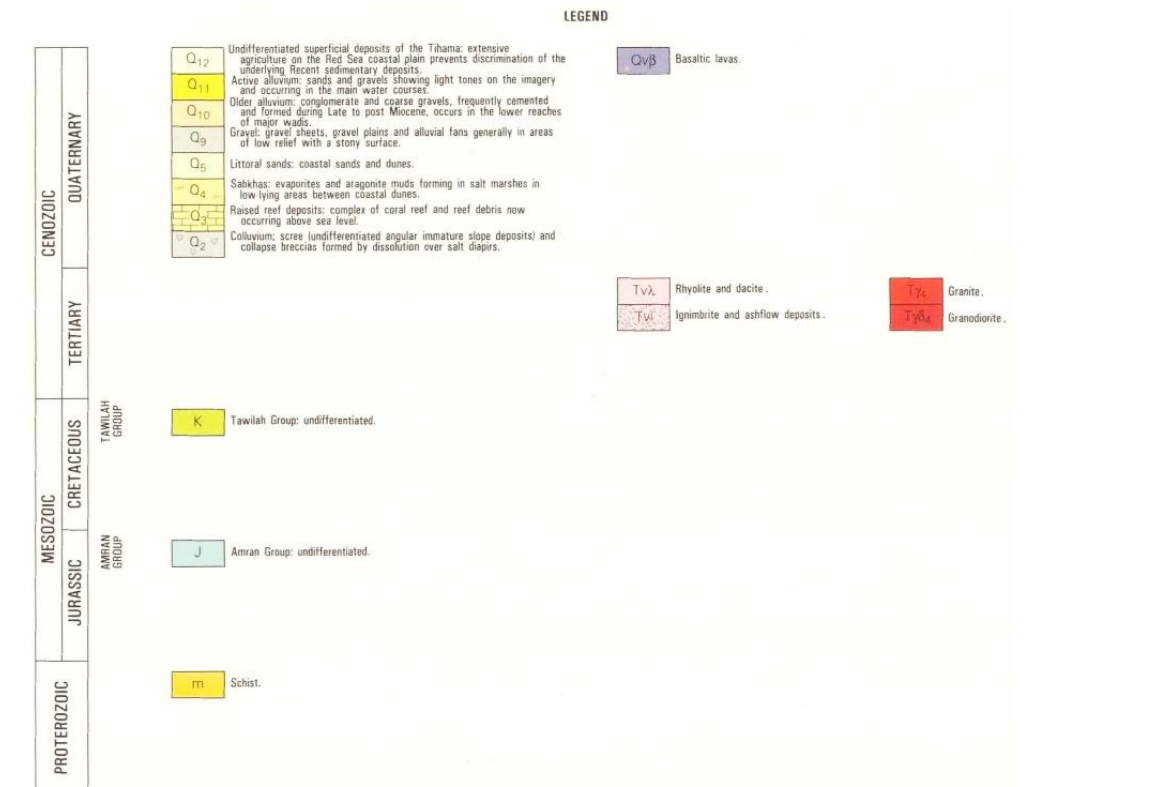 LEGEND
CENOZOIC
QUATERNARY
Q12
Undifferentiated superficial deposits of the Tihama: extensive
agriculture on the Red Sea coastal plain prevents discrimination of the
underlying Recent sedimentary deposits.
Q11
Active alluvium: sands and gravels showing light tones on the imagery
and occurring in the main water courses.
Q10
Older alluvium: conglomerate and coarse gravels, frequently cemented
and formed during Late to post Miocene, occurs in the lower reaches
of major wadis.
Q9
Gravel: gravel sheets, gravel plains and alluvial fans generally in areas
of low relief with a stony surface.
Q5
Littoral sands: coastal sands and dunes.
Q4
Sabkhas: evaporites and aragonite muds forming in salt marshes in
low-lying areas between coastal dunes.
Q3
Raised reef deposits: complex of coral reef and reef debris now
occurring above sea level.
Q2
Colluvium; scree (undifferentiated angular immature slope deposits) and
collapse breccias formed by dissolution over salt diapirs.
Qvβ
Basaltic lavas.
TERTIARY
Tvλ
Rhyolite and dacite.
Tvi
Ignimbrite and ashflow deposits.
Tγ4
Granite.
Tγδ4
Granodiorite.
MESOZOIC
CRETACEOUS
TAWILAH
GROUP
K
Tawilah Group: undifferentiated.
JURASSIC
AMRAN
GROUP
J
Amran Group: undifferentiated.
PROTEROZOIC
m
Schist.